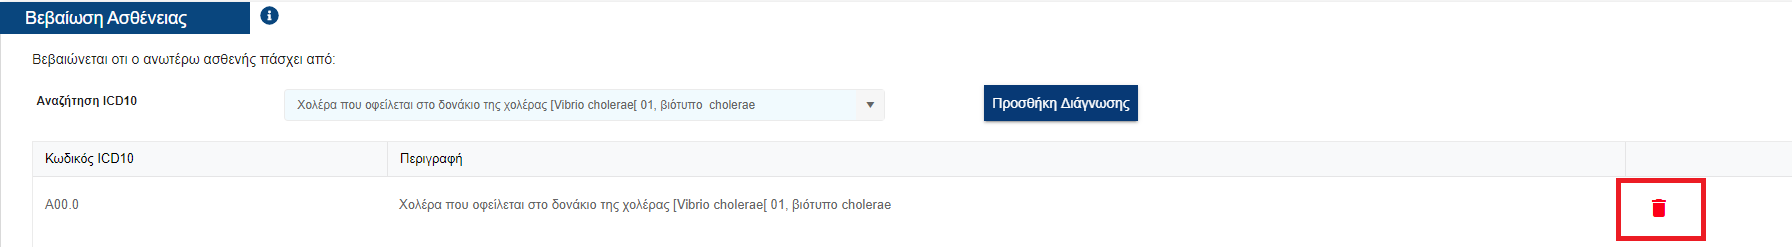 Βεβαίωση Ασθένειας
Βεβαιώνεται οτι ο ανωτέρω ασθενής πάσχει από:
Αναζήτηση ICD10 Χολέρα που οφείλεται στο δονάκιο της χολέρας [Vibrio cholerae[ 01, βιότυπο  cholerae Προσθήκη Διάγνωσης
Κωδικός ICD10 Περιγραφή
A00.0 Χολέρα που οφείλεται στο δονάκιο της χολέρας [Vibrio cholerae[ 01, βιότυπο cholerae